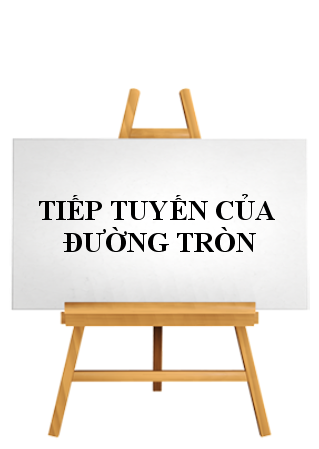 TIẾP TUYẾN CỦA
ĐƯỜNG TRÒN